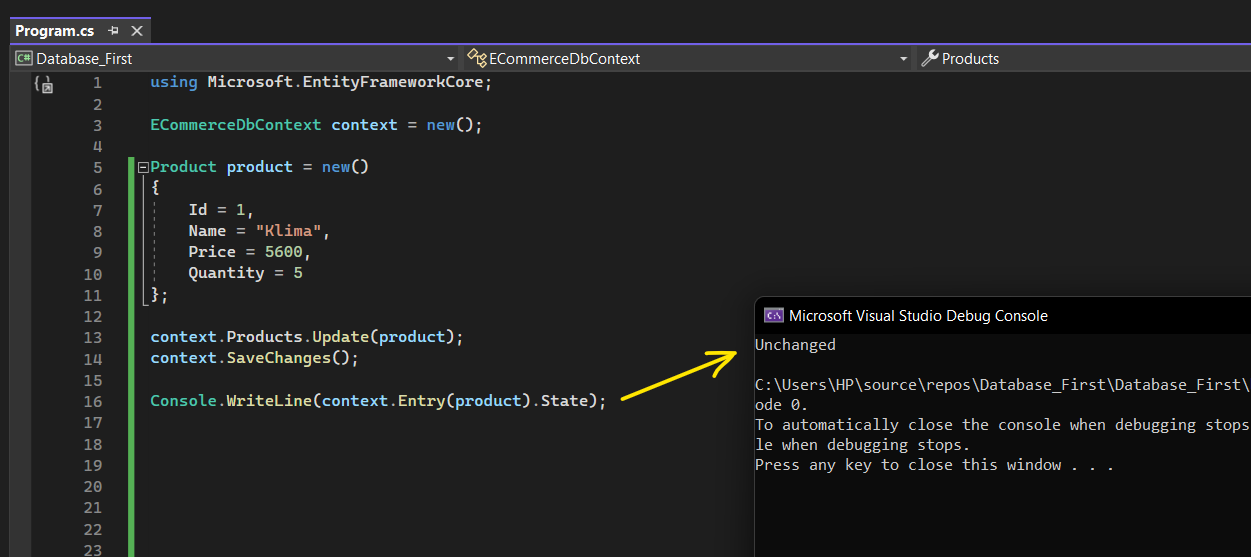 Program.cs
C# Database_First
ECommerceDbContext
Products
1 using Microsoft.EntityFrameworkCore;
2
3 ECommerceDbContext context = new();
4
5 Product product = new()
6 {
7 Id = 1,
8 Name = "Klima",
9 Price = 5600,
10 Quantity = 5
11 };
12
13 context.Products.Update(product);
14 context.SaveChanges();
15
16 Console.WriteLine(context.Entry(product).State);
17
18
19
20
21
22
23
C:\ Microsoft Visual Studio Debug Console
Unchanged
C:\Users\HP\source\repos\Database_First\Database_First\
ode 0.
To automatically close the console when debugging stops
le when debugging stops.
Press any key to close this window . . .